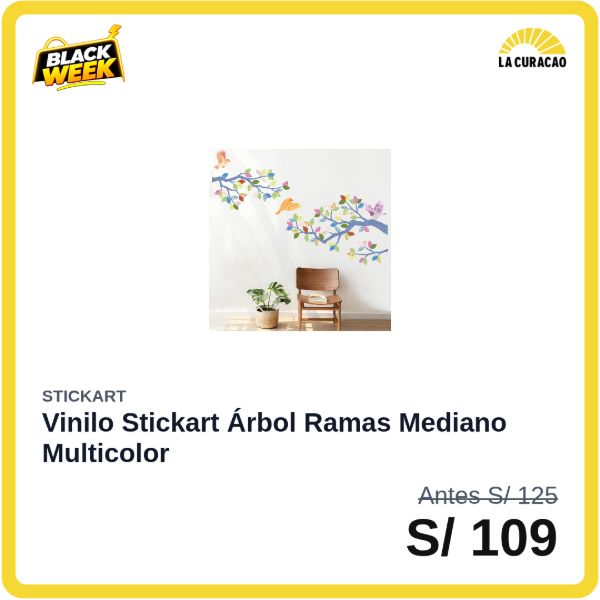 BLACK
WEEK
LA CURACAO
STICKART
Vinilo Stickart Árbol Ramas Mediano
Multicolor
Antes S/ 125
S/ 109